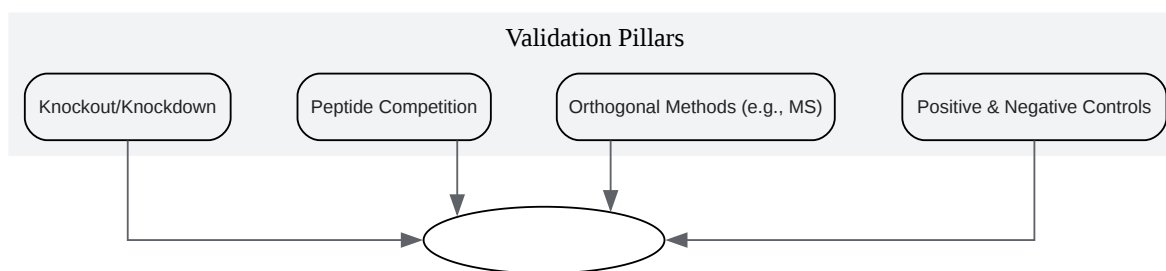 Validation Pillars
Knockout/Knockdown
Peptide Competition
Orthogonal Methods (e.g., MS)
Positive & Negative Controls